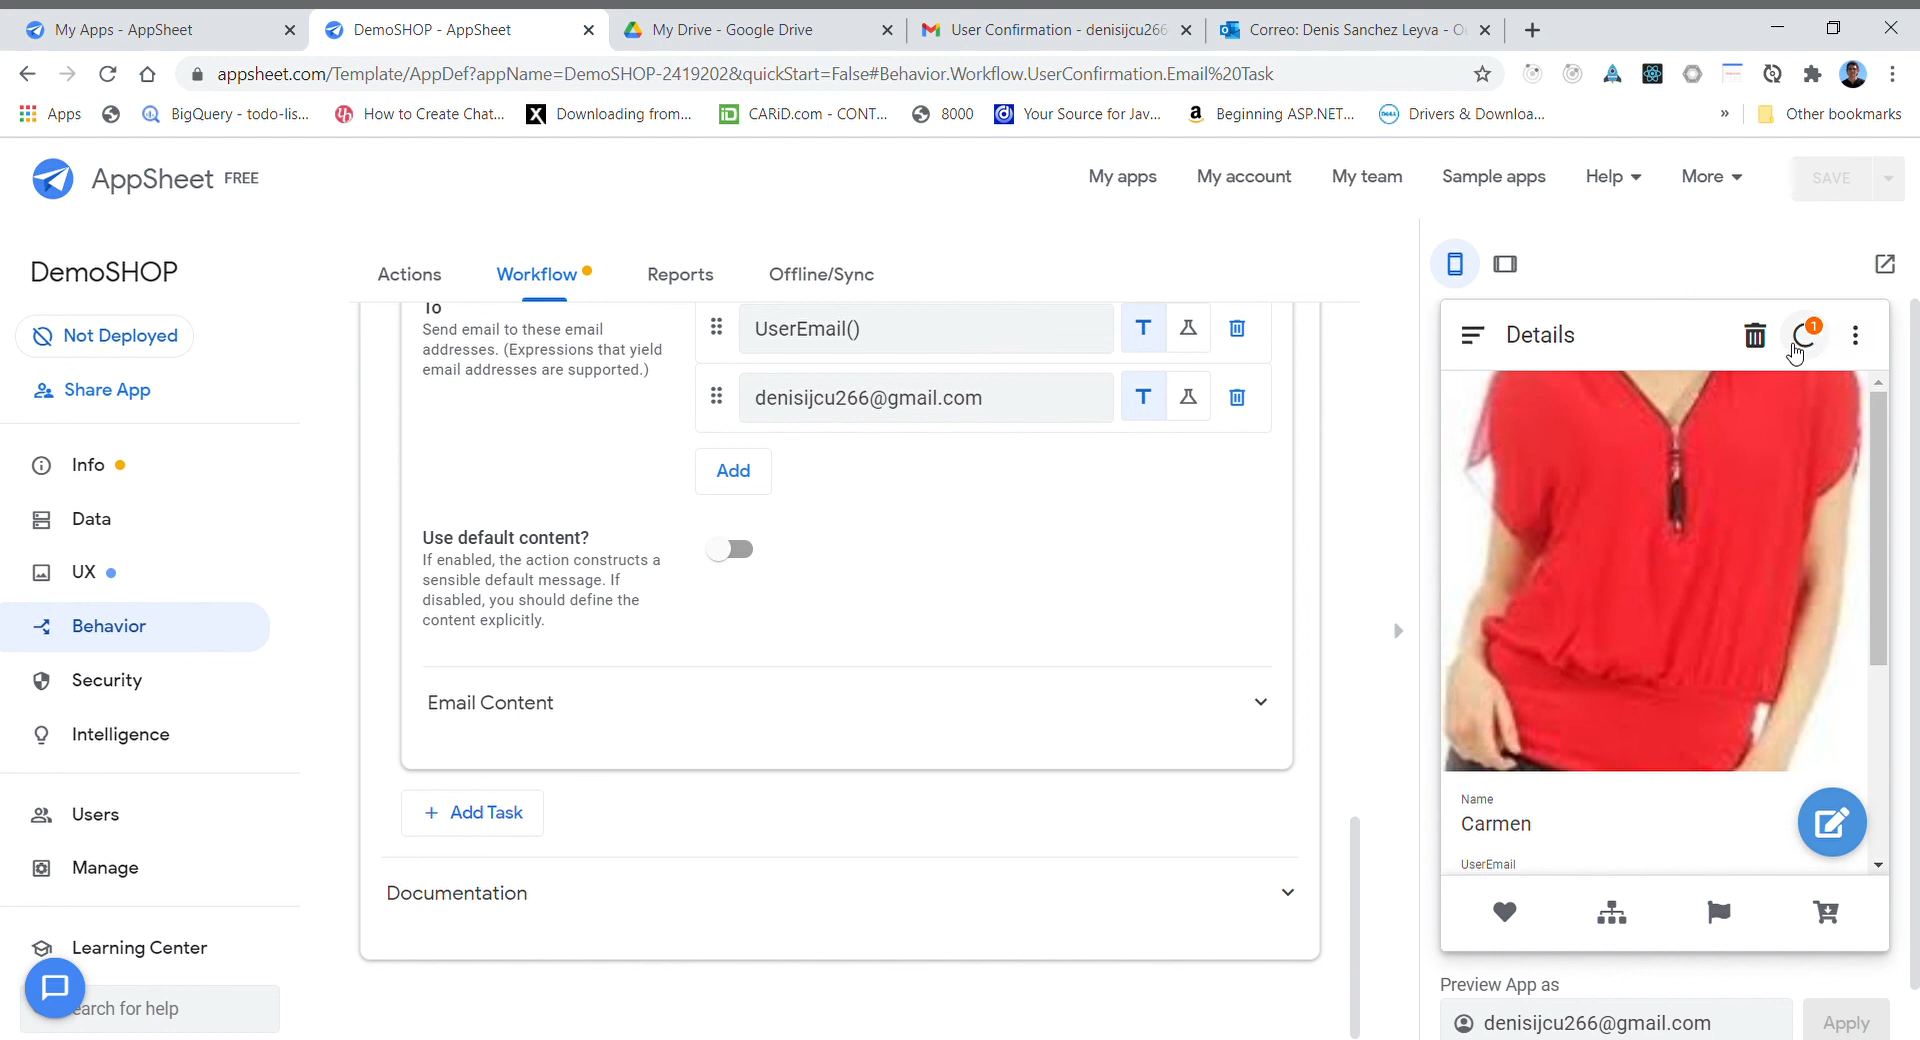 My Apps - AppSheet
DemoSHOP - AppSheet
My Drive - Google Drive
User Confirmation - denisijcu266
Correo: Denis Sanchez Leyva - O
appsheet.com/Template/AppDef?appName=DemoSHOP-2419202&quickStart=False#Behavior.Workflow.UserConfirmation.Email%20Task
Apps
BigQuery - todo-lis...
How to Create Chat...
Downloading from...
CARiD.com - CONT...
8000
Your Source for Jav...
Beginning ASP.NET...
Drivers & Downloa...
»
Other bookmarks
AppSheet FREE
My apps
My account
My team
Sample apps
Help
More
SAVE
DemoSHOP
Not Deployed
Share App
Info
Data
UX
Behavior
Security
Intelligence
Users
Manage
Learning Center
earch for help
Actions
Workflow
Reports
Offline/Sync
To
Send email to these email
addresses. (Expressions that yield
email addresses are supported.)
UserEmail()
T
denisijcu266@gmail.com
T
Add
Use default content?
If enabled, the action constructs a
sensible default message. If
disabled, you should define the
content explicitly.
Email Content
+ Add Task
Documentation
Details
1
Name
Carmen
UserEmail
Preview App as
denisijcu266@gmail.com
Apply